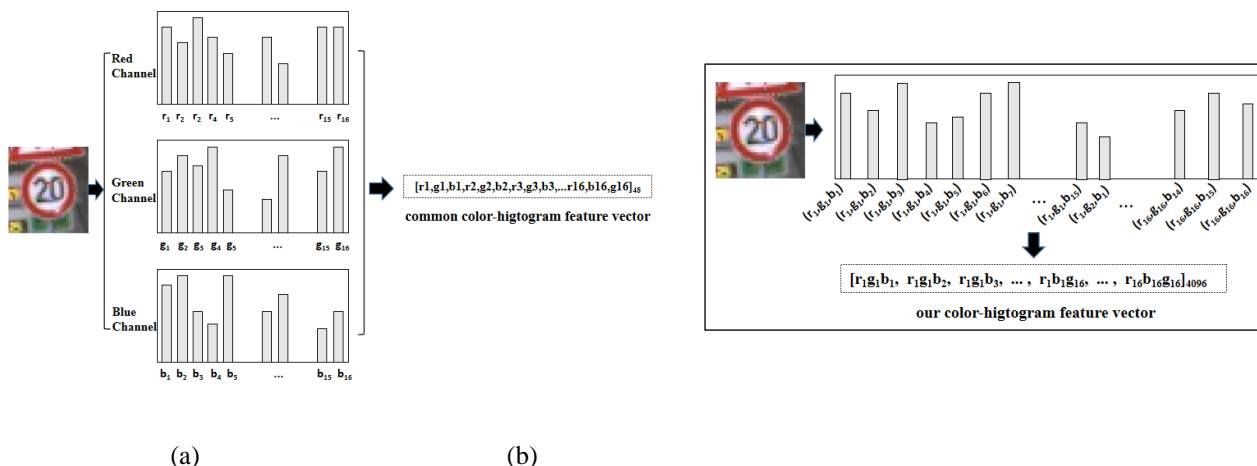 Red
Channel
r₁ r₂ r₂ r₄ r₅ ... r₁₅ r₁₆
20
Green
Channel
g₁ g₂ g₅ g₄ g₅ ... g₁₅ g₁₆
Blue
Channel
b₁ b₂ b₃ b₄ b₅ ... b₁₅ b₁₆
[r1,g1,b1,r2,g2,b2,r3,g3,b3,...r16,b16,g16]₄₈
common color-higtogram feature vector
20
(r₁,g₁,b₁) (r₁,g₁,b₂) (r₁,g₁,b₃) (r₁,g₁,b₄) (r₁,g₁,b₅) (r₁,g₁,b₆) (r₁,g₁,b₇) ... (r₁,g₁,b₁₅) (r₁,g₂,b₁) ... (r₁₆,g₁₆,b₁₄) (r₁₆,g₁₆,b₁₅) (r₁₆,g₁₆,b₁₆)
[r₁g₁b₁, r₁g₁b₂, r₁g₁b₃, ... , r₁b₁g₁₆, ... , r₁₆b₁₆g₁₆]₄₀₉₆
our color-higtogram feature vector
(a) (b)